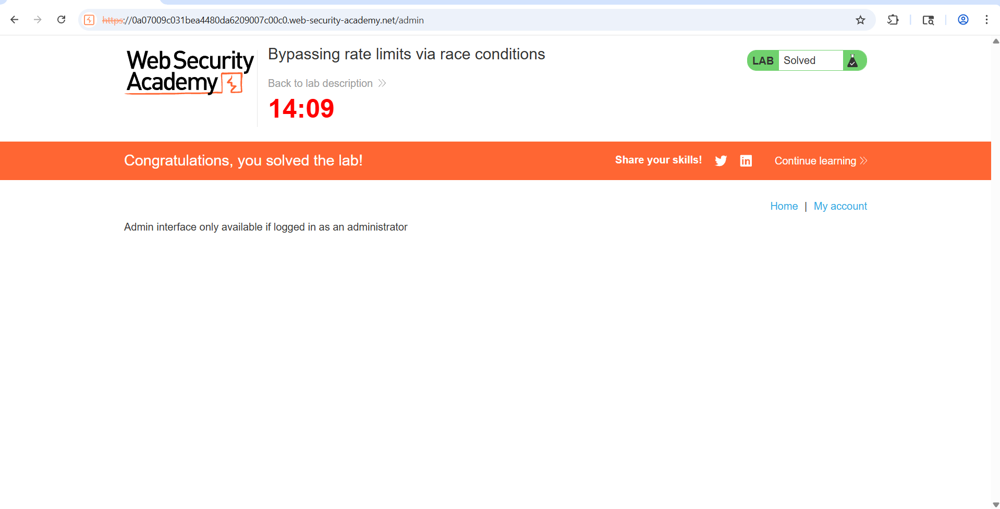 https://0a07009c031bea4480da6209007c00c0.web-security-academy.net/admin
Web Security
Academy
Bypassing rate limits via race conditions
Back to lab description
14:09
LAB Solved
Congratulations, you solved the lab!
Share your skills!
Continue learning
Home | My account
Admin interface only available if logged in as an administrator